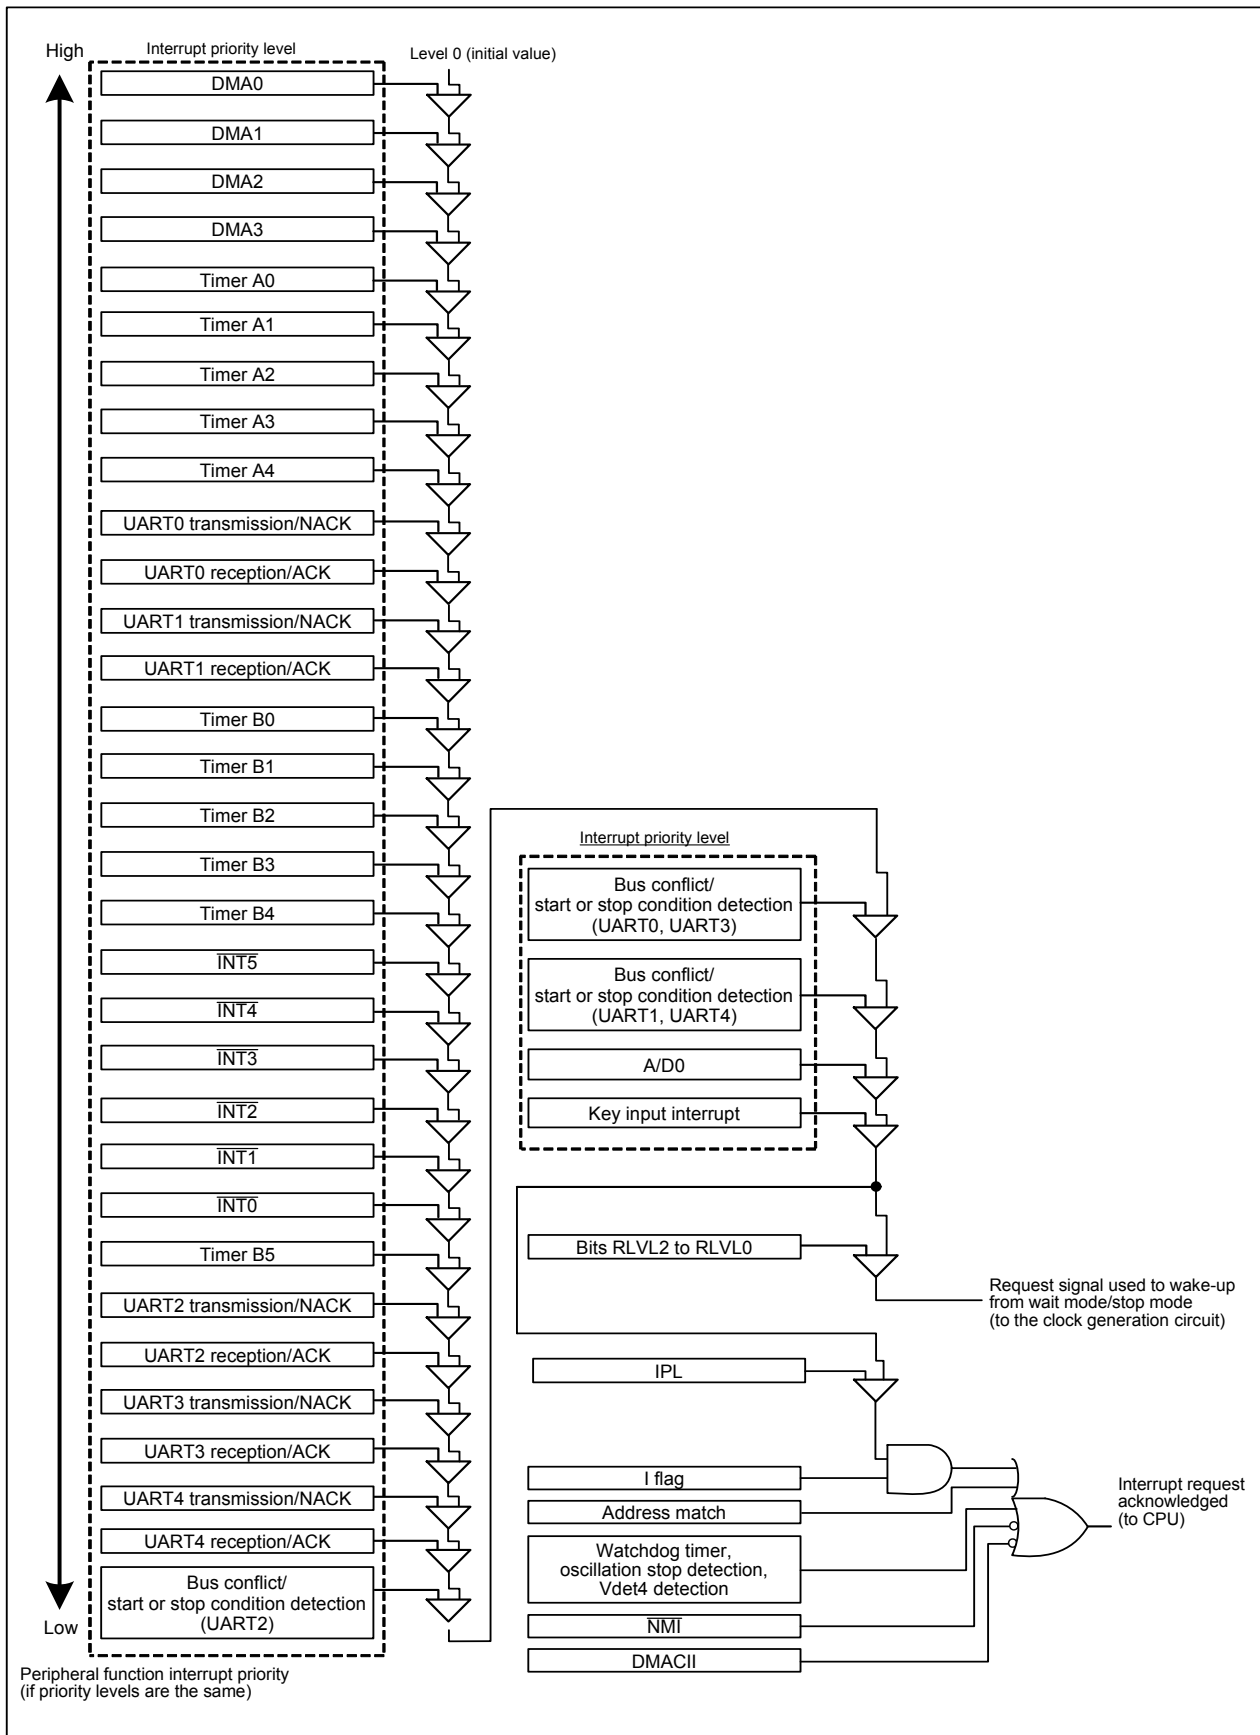 High
Interrupt priority level
Level 0 (initial value)
DMA0
DMA1
DMA2
DMA3
Timer A0
Timer A1
Timer A2
Timer A3
Timer A4
UART0 transmission/NACK
UART0 reception/ACK
UART1 transmission/NACK
UART1 reception/ACK
Timer B0
Timer B1
Timer B2
Timer B3
Timer B4
INT5
INT4
INT3
INT2
INT1
INT0
Timer B5
UART2 transmission/NACK
UART2 reception/ACK
UART3 transmission/NACK
UART3 reception/ACK
UART4 transmission/NACK
UART4 reception/ACK
Bus conflict/
start or stop condition detection
(UART2)
Low
Peripheral function interrupt priority
(if priority levels are the same)
Interrupt priority level
Bus conflict/
start or stop condition detection
(UART0, UART3)
Bus conflict/
start or stop condition detection
(UART1, UART4)
A/D0
Key input interrupt
Bits RLVL2 to RLVL0
Request signal used to wake-up
from wait mode/stop mode
(to the clock generation circuit)
IPL
I flag
Address match
Watchdog timer,
oscillation stop detection,
Vdet4 detection
NMI
DMACII
Interrupt request
acknowledged
(to CPU)